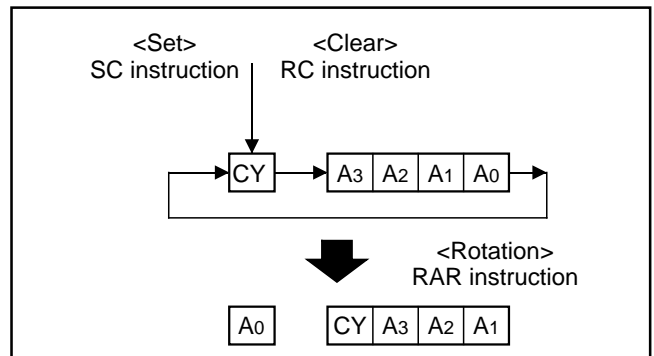 <Set> <Clear>
SC instruction RC instruction
CY A3 A2 A1 A0
<Rotation>
RAR instruction
A0 CY A3 A2 A1